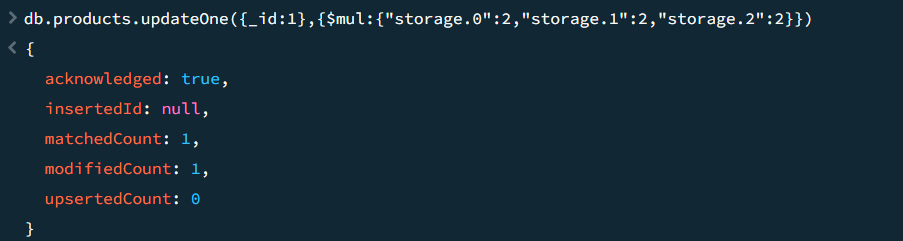 > db.products.updateOne({_id:1},{$mul:{"storage.0":2,"storage.1":2,"storage.2":2}})
< {
acknowledged: true,
insertedId: null,
matchedCount: 1,
modifiedCount: 1,
upsertedCount: 0
}